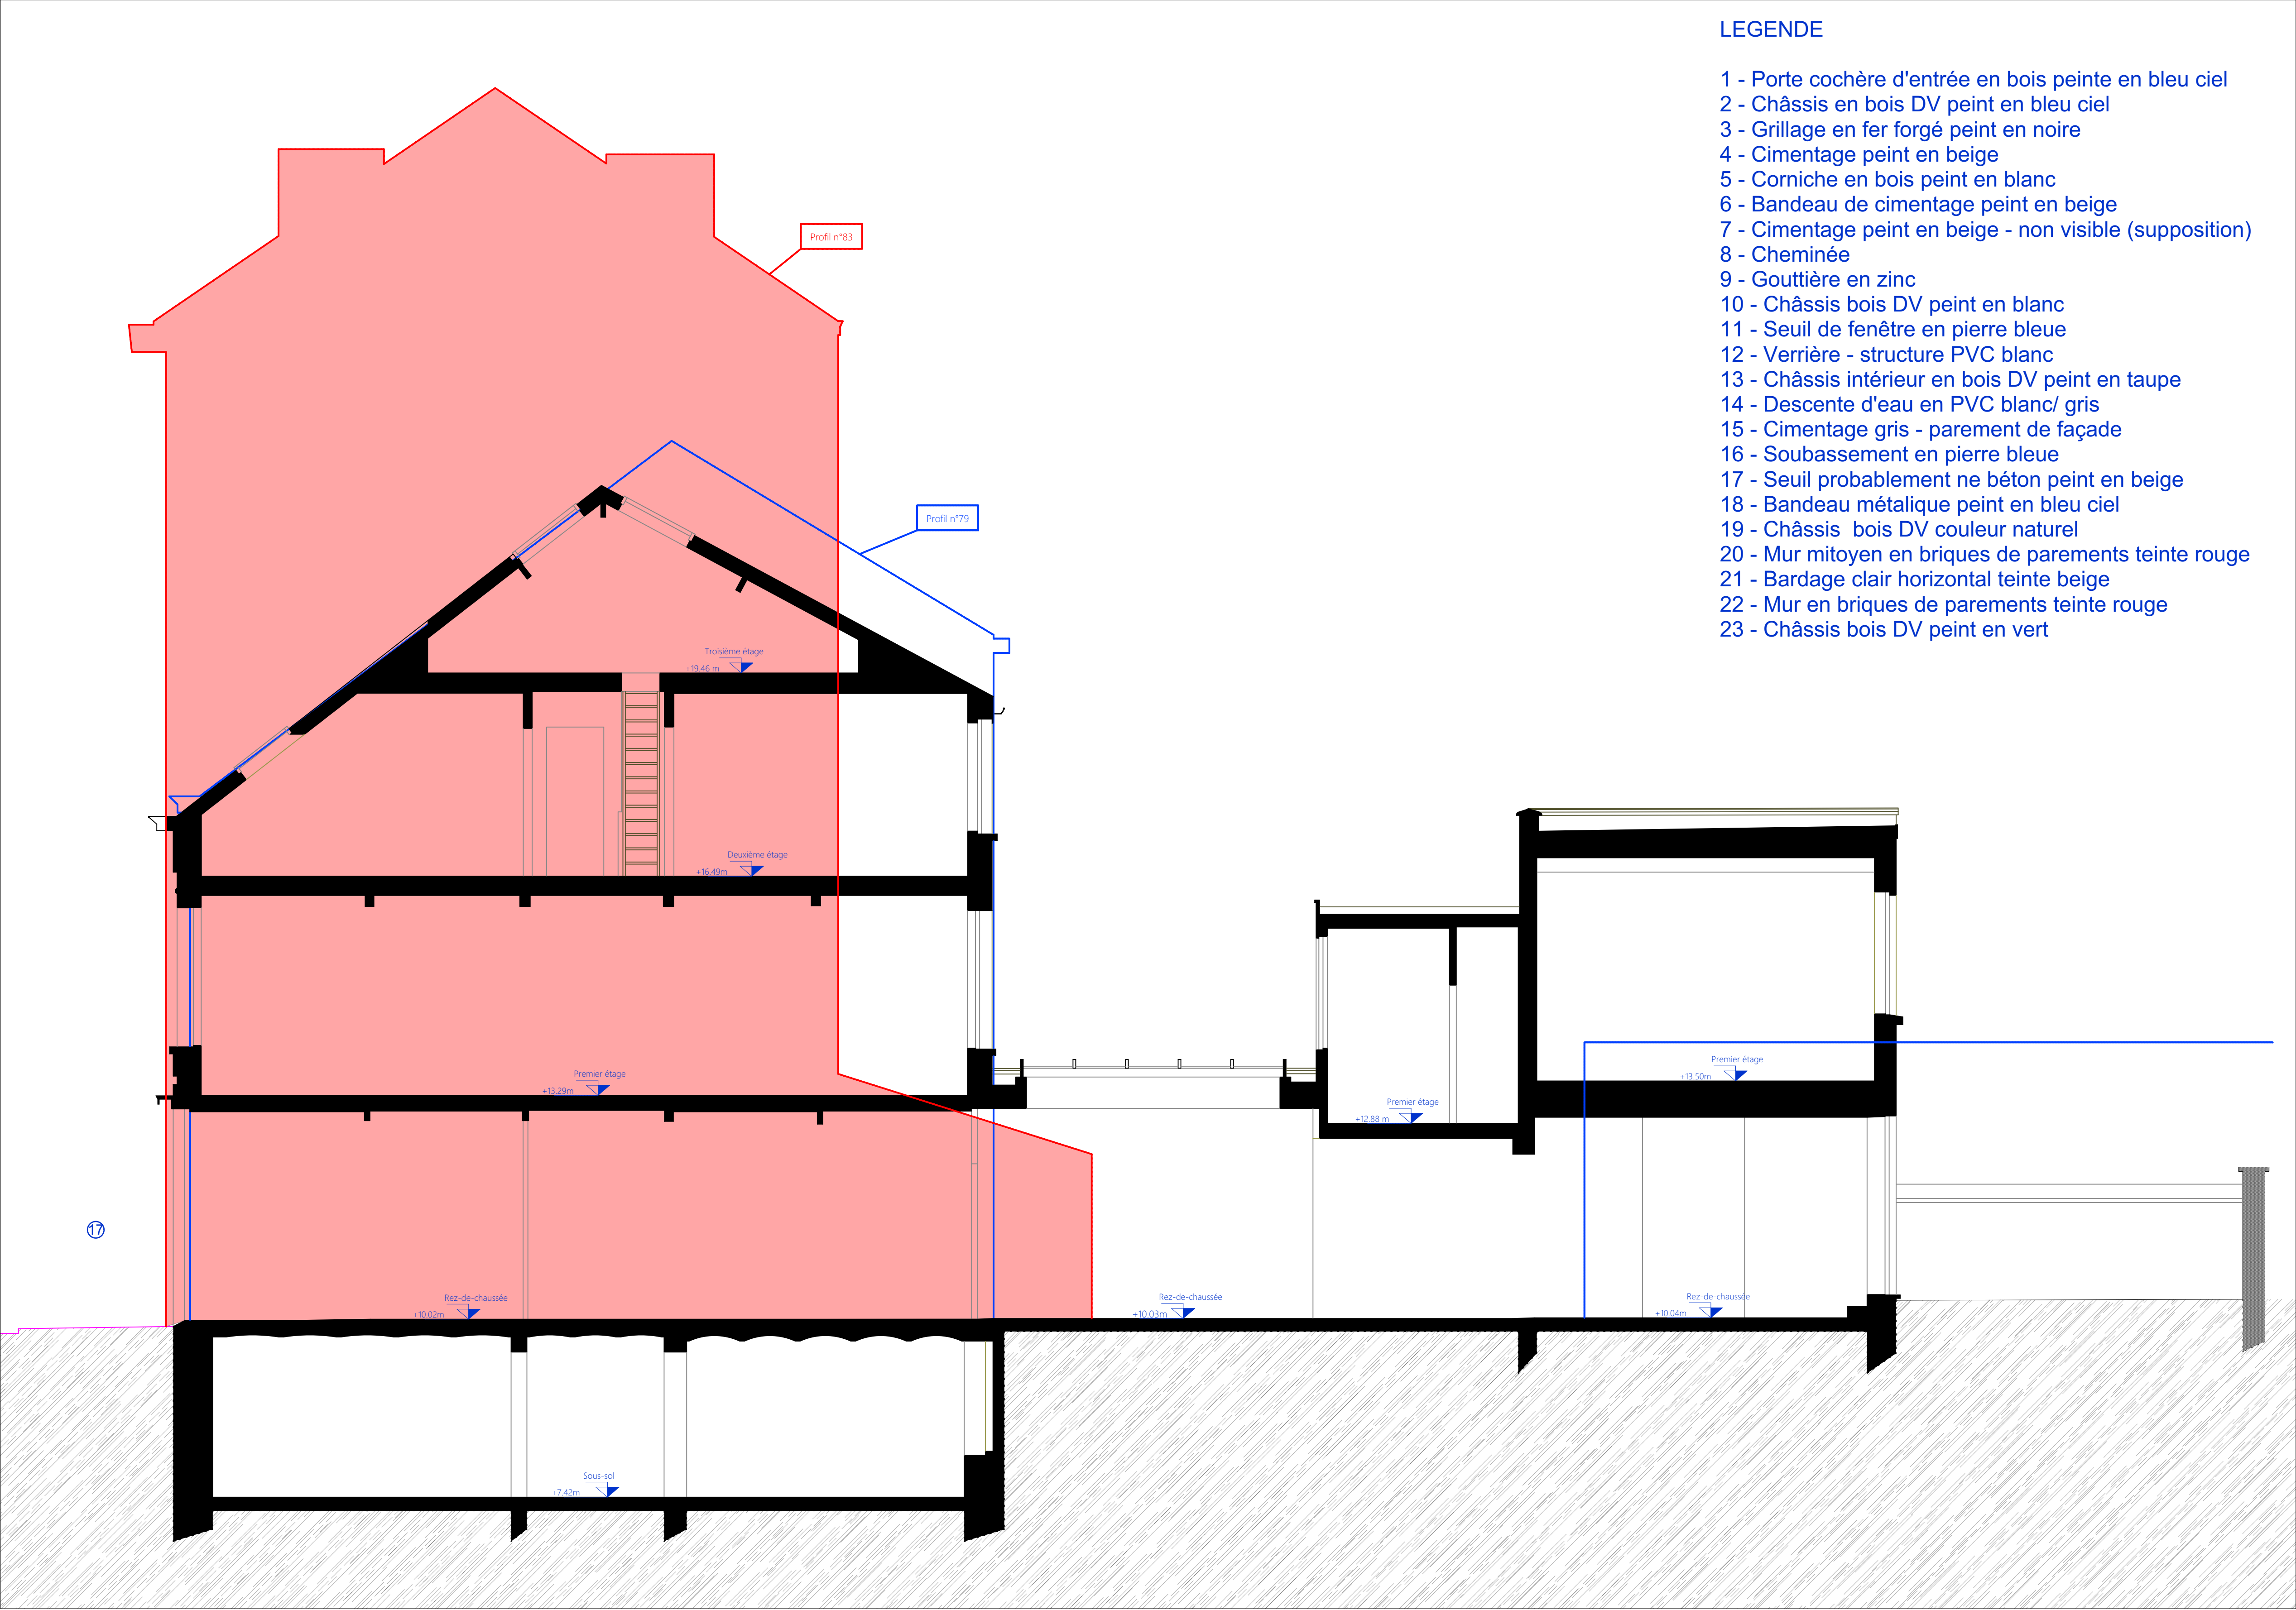 LEGENDE
1 - Porte cochère d'entrée en bois peinte en bleu ciel
2 - Châssis en bois DV peint en bleu ciel
3 - Grillage en fer forgé peint en noire
4 - Cimentage peint en beige
5 - Corniche en bois peint en blanc
6 - Bandeau de cimentage peint en beige
7 - Cimentage peint en beige - non visible (supposition)
8 - Cheminée
9 - Gouttière en zinc
10 - Châssis bois DV peint en blanc
11 - Seuil de fenêtre en pierre bleue
12 - Verrière - structure PVC blanc
13 - Châssis intérieur en bois DV peint en taupe
14 - Descente d'eau en PVC blanc/ gris
15 - Cimentage gris - parement de façade
16 - Soubassement en pierre bleue
17 - Seuil probablement ne béton peint en beige
18 - Bandeau métalique peint en bleu ciel
19 - Châssis  bois DV couleur naturel
20 - Mur mitoyen en briques de parements teinte rouge
21 - Bardage clair horizontal teinte beige
22 - Mur en briques de parements teinte rouge
23 - Châssis bois DV peint en vert
Profil n°83
Profil n°79
Troisième étage
+19.46 m
Deuxième étage
+16.49m
Premier étage
+13.29m
Premier étage
+12.88 m
Premier étage
+13.50m
17
Rez-de-chaussée
+10.02m
Rez-de-chaussée
+10.03m
Rez-de-chaussée
+10.04m
Sous-sol
+7.42m